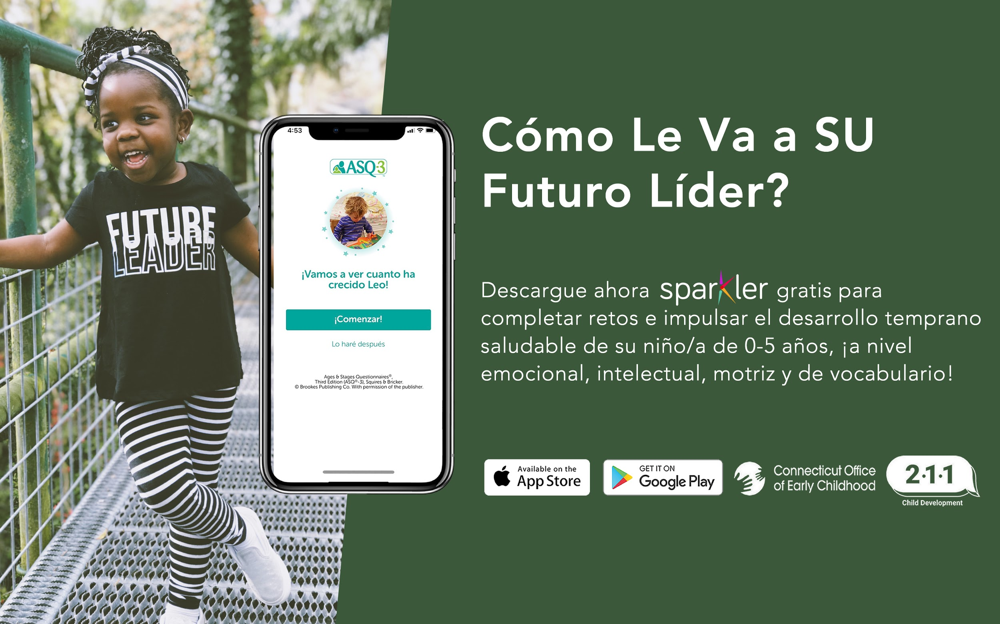 FUTURE
LEADER
4:53
ASQ-3
¡Vamos a ver cuanto ha
crecido Leo!
¡Comenzar!
Lo haré después
Ages & Stages Questionnaires®,
Third Edition (ASQ®-3), Squires & Bricker.
© Brookes Publishing Co. With permission of the publisher.
Cómo Le Va a SU
Futuro Líder?
Descargue ahora sparkler gratis para
completar retos e impulsar el desarrollo temprano
saludable de su niño/a de 0-5 años, ¡a nivel
emocional, intelectual, motriz y de vocabulario!
Available on the
App Store
GET IT ON
Google Play
Connecticut Office
of Early Childhood
2·1·1
Child Development